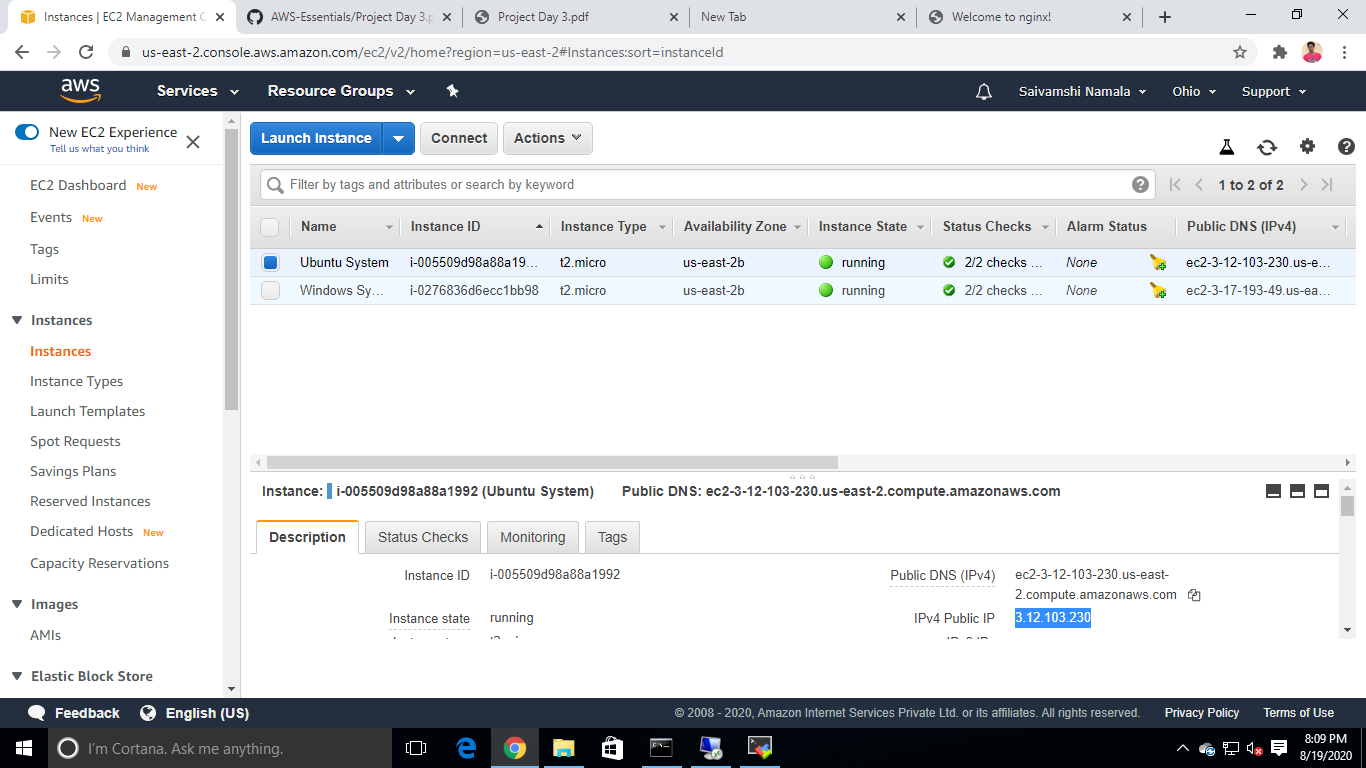 Instances | EC2 Management C
AWS-Essentials/Project Day 3.p
Project Day 3.pdf
New Tab
Welcome to nginx!
us-east-2.console.aws.amazon.com/ec2/v2/home?region=us-east-2#Instances:sort=instanceId
aws
Services
Resource Groups
Saivamshi Namala
Ohio
Support
New EC2 Experience
Tell us what you think
EC2 Dashboard New
Events New
Tags
Limits
Instances
Instances
Instance Types
Launch Templates
Spot Requests
Savings Plans
Reserved Instances
Dedicated Hosts New
Capacity Reservations
Images
AMIs
Elastic Block Store
Launch Instance
Connect
Actions
Filter by tags and attributes or search by keyword
1 to 2 of 2
Name Instance ID Instance Type Availability Zone Instance State Status Checks Alarm Status Public DNS (IPv4)
Ubuntu System i-005509d98a88a19... t2.micro us-east-2b running 2/2 checks ... None ec2-3-12-103-230.us-e...
Windows Sy... i-0276836d6ecc1bb98 t2.micro us-east-2b running 2/2 checks ... None ec2-3-17-193-49.us-ea...
Instance: i-005509d98a88a1992 (Ubuntu System) Public DNS: ec2-3-12-103-230.us-east-2.compute.amazonaws.com
Description
Status Checks
Monitoring
Tags
Instance ID i-005509d98a88a1992
Public DNS (IPv4) ec2-3-12-103-230.us-east-
2.compute.amazonaws.com
Instance state running
IPv4 Public IP 3.12.103.230
Feedback
English (US)
© 2008 - 2020, Amazon Internet Services Private Ltd. or its affiliates. All rights reserved.
Privacy Policy
Terms of Use
I'm Cortana. Ask me anything.
8:09 PM
8/19/2020